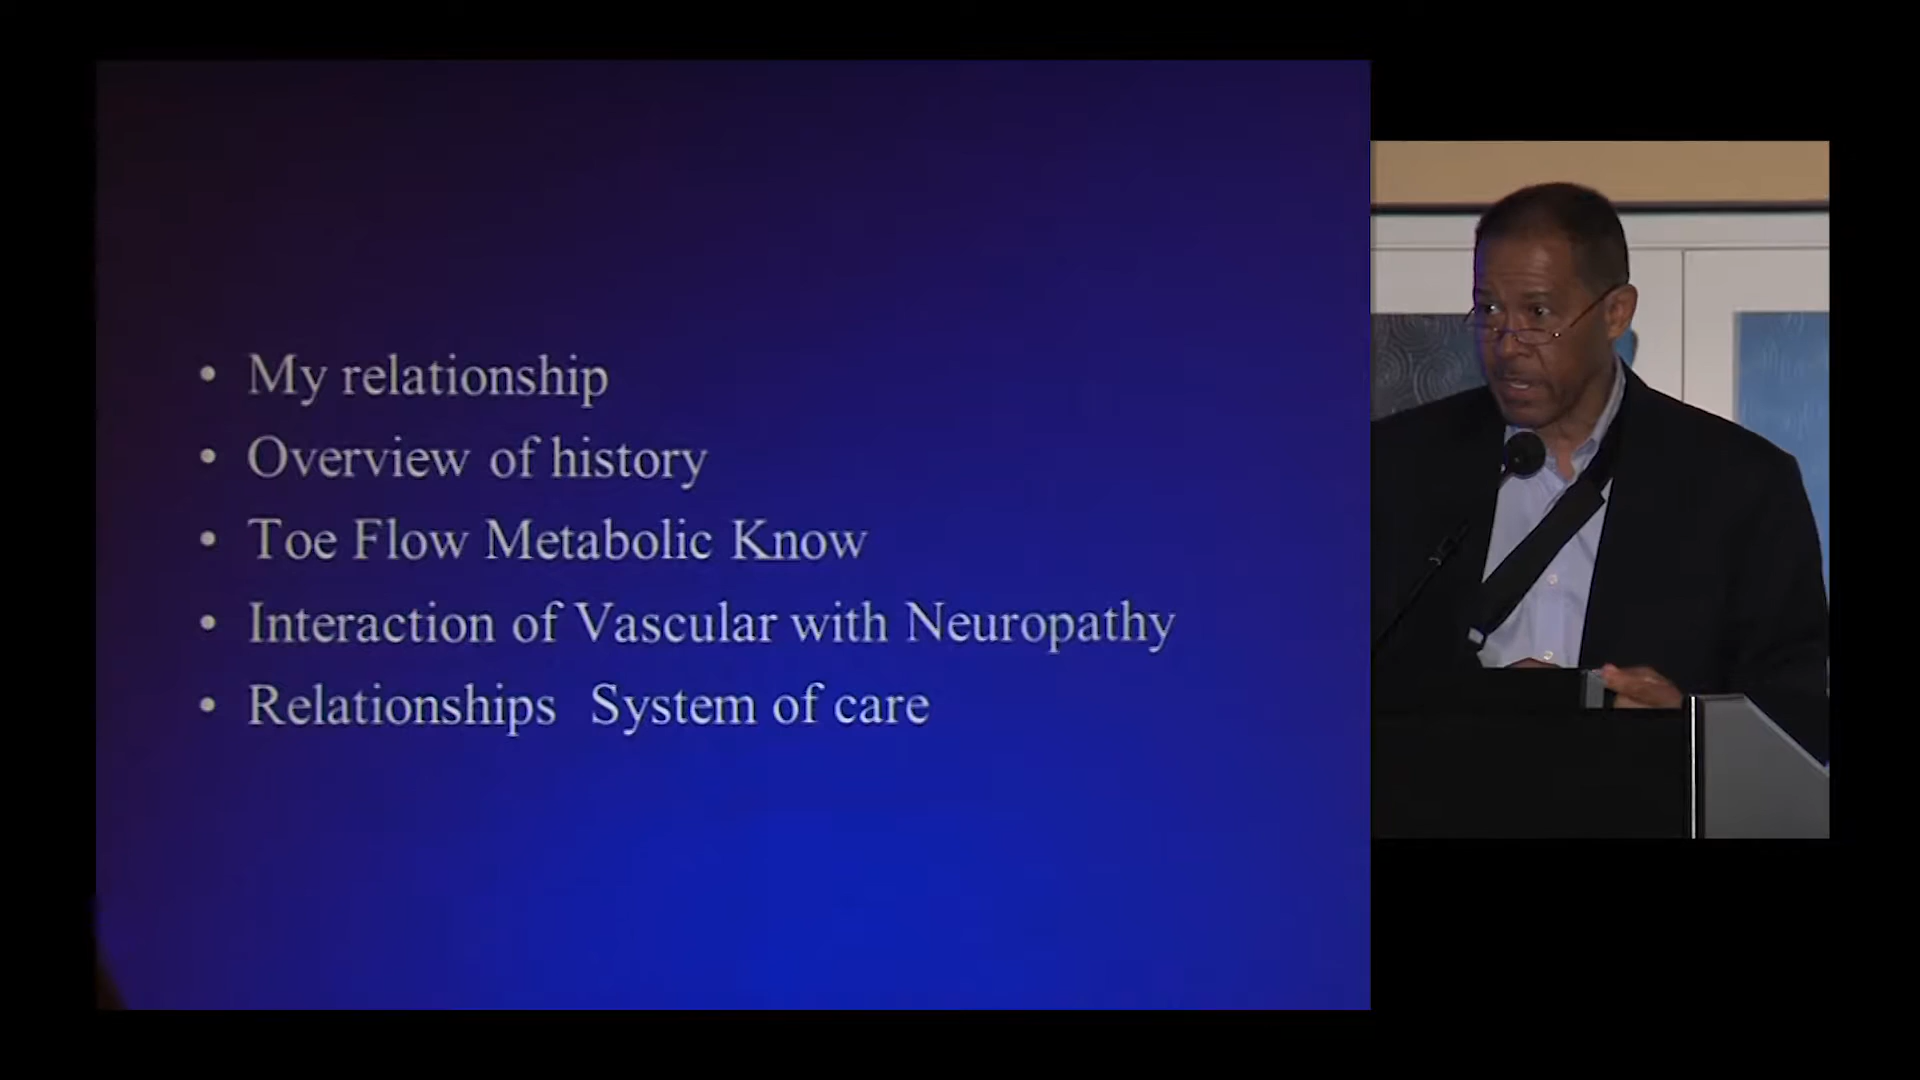 • My relationship
• Overview of history
• Toe Flow Metabolic Know
• Interaction of Vascular with Neuropathy
• Relationships System of care